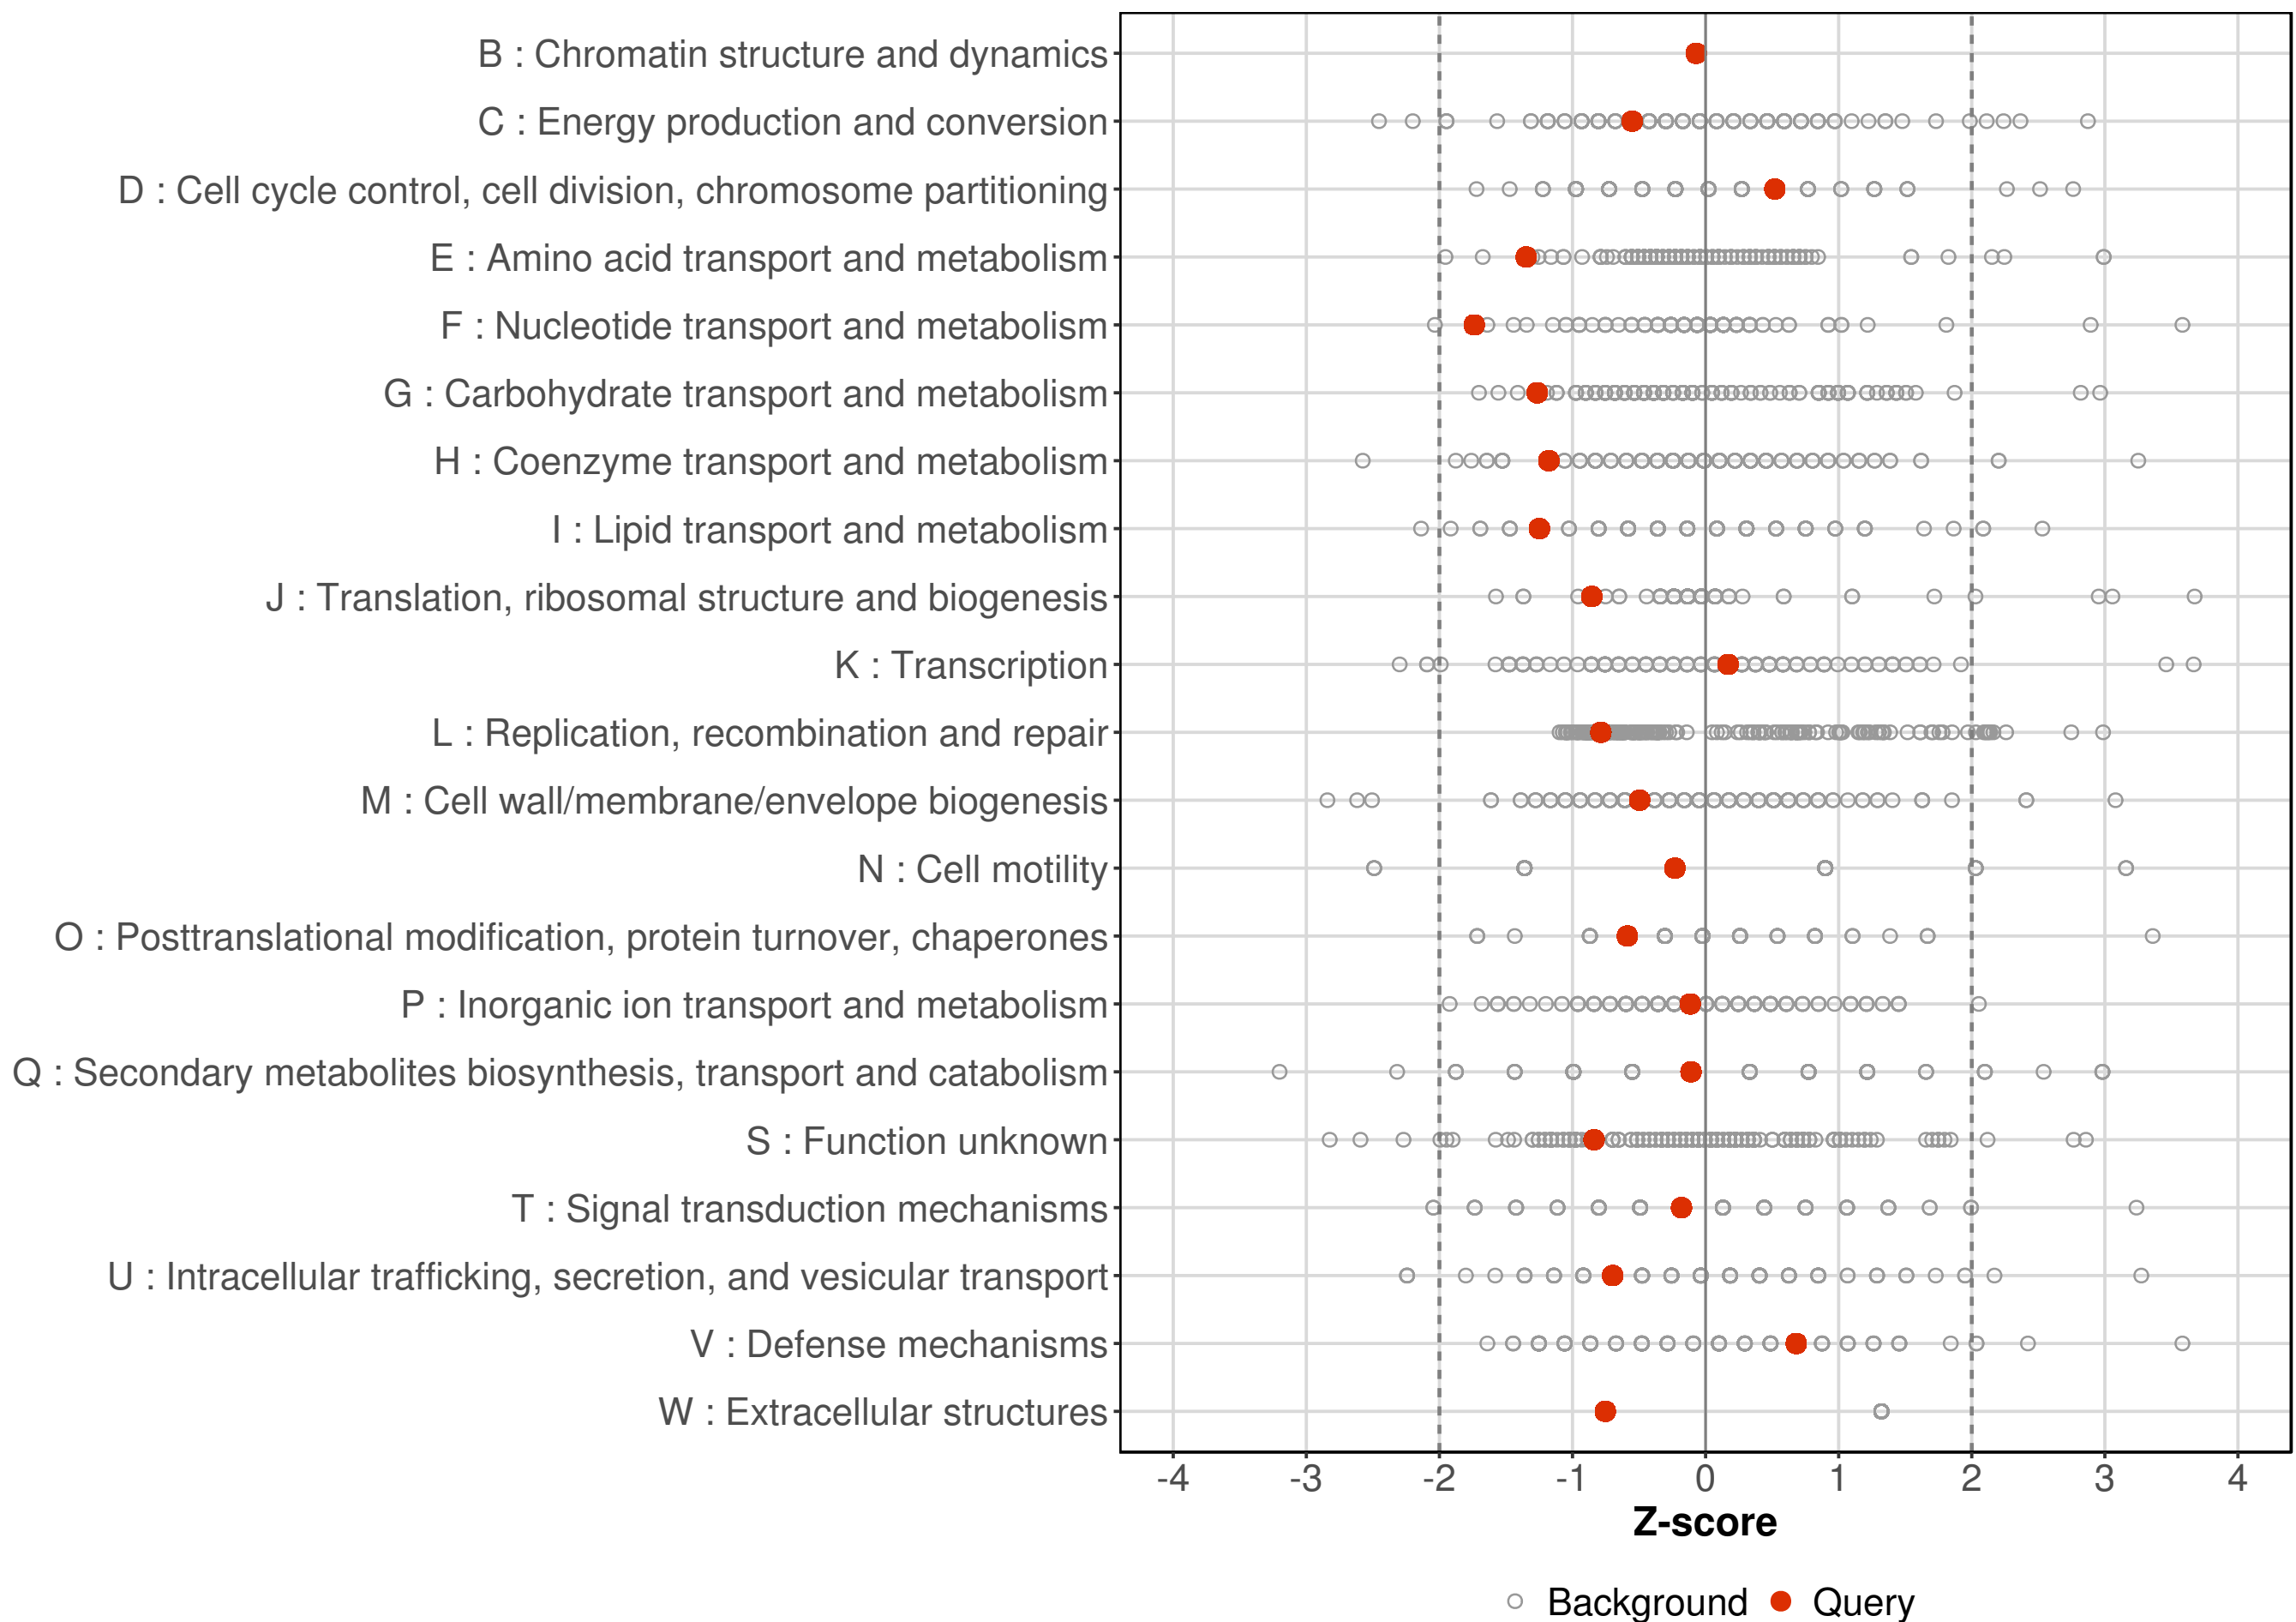 B : Chromatin structure and dynamics
C : Energy production and conversion
D : Cell cycle control, cell division, chromosome partitioning
E : Amino acid transport and metabolism
F : Nucleotide transport and metabolism
G : Carbohydrate transport and metabolism
H : Coenzyme transport and metabolism
I : Lipid transport and metabolism
J : Translation, ribosomal structure and biogenesis
K : Transcription
L : Replication, recombination and repair
M : Cell wall/membrane/envelope biogenesis
N : Cell motility
O : Posttranslational modification, protein turnover, chaperones
P : Inorganic ion transport and metabolism
Q : Secondary metabolites biosynthesis, transport and catabolism
S : Function unknown
T : Signal transduction mechanisms
U : Intracellular trafficking, secretion, and vesicular transport
V : Defense mechanisms
W : Extracellular structures
-4 -3 -2 -1 0 1 2 3 4
Z-score
Background Query